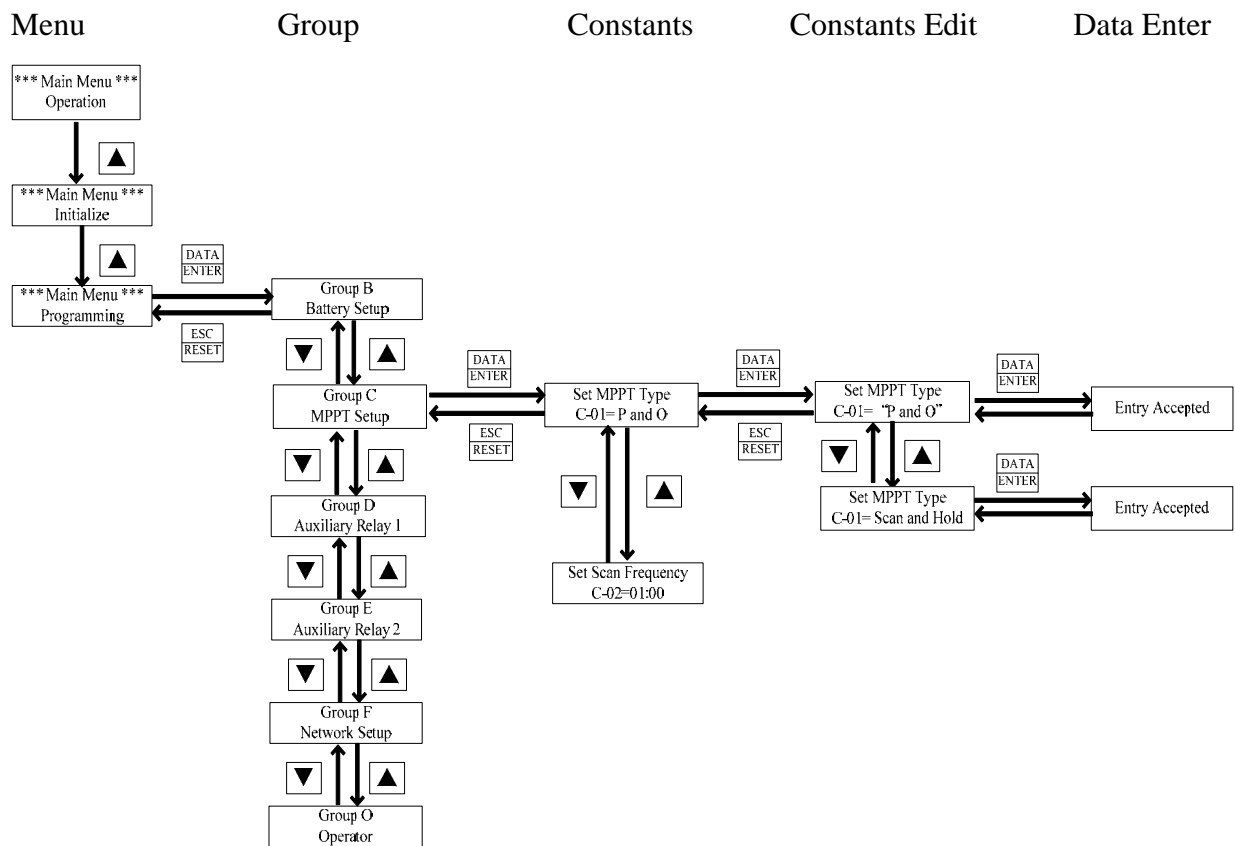 Menu Group Constants Constants Edit Data Enter
*** Main Menu ***
Operation
*** Main Menu ***
Initialize
*** Main Menu ***
Programming
DATA
ENTER
ESC
RESET
Group B
Battery Setup
Group C
MPPT Setup
Group D
Auxiliary Relay 1
Group E
Auxiliary Relay 2
Group F
Network Setup
Group O
Operator
DATA
ENTER
ESC
RESET
Set MPPT Type
C-01= P and O
Set Scan Frequency
C-02=01:00
DATA
ENTER
ESC
RESET
Set MPPT Type
C-01= “P and O”
Set MPPT Type
C-01= Scan and Hold
DATA
ENTER
DATA
ENTER
Entry Accepted
Entry Accepted